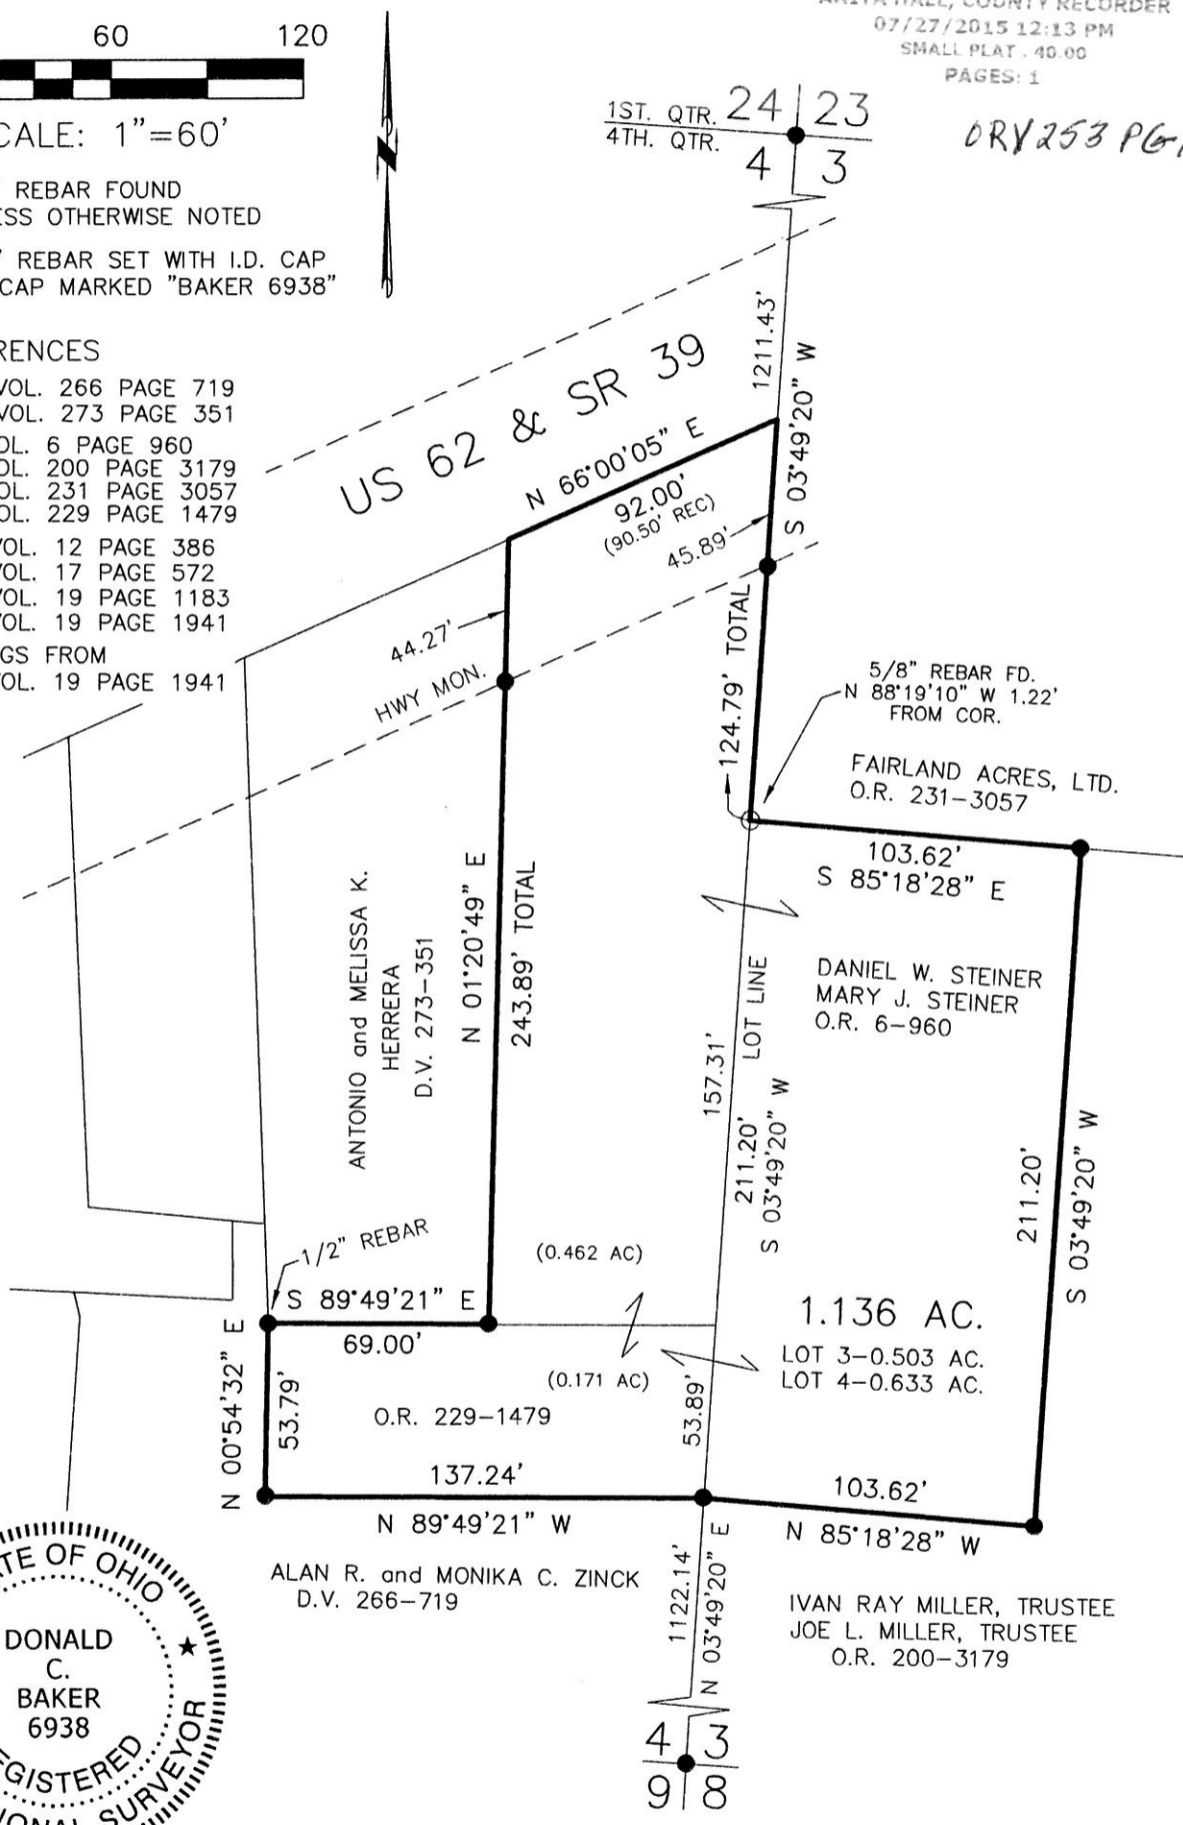 60 120
SCALE: 1"=60'
REBAR FOUND
ESS OTHERWISE NOTED
REBAR SET WITH I.D. CAP
CAP MARKED "BAKER 6938"
RENCES
VOL. 266 PAGE 719
VOL. 273 PAGE 351
OL. 6 PAGE 960
OL. 200 PAGE 3179
OL. 231 PAGE 3057
OL. 229 PAGE 1479
VOL. 12 PAGE 386
VOL. 17 PAGE 572
VOL. 19 PAGE 1183
VOL. 19 PAGE 1941
GS FROM
VOL. 19 PAGE 1941
ANITA HALL, COUNTY RECORDER
07/27/2015 12:13 PM
SMALL PLAT . 40.00
PAGES: 1
ORV 253 PG
1ST. QTR. 24 23
4TH. QTR. 4 3
1211.43'
S 03°49'20" W
US 62 & SR 39
N 66°00'05" E
92.00'
(90.50' REC)
45.89'
44.27'
HWY MON.
124.79' TOTAL
5/8" REBAR FD.
N 88°19'10" W 1.22'
FROM COR.
FAIRLAND ACRES, LTD.
O.R. 231-3057
103.62'
S 85°18'28" E
ANTONIO and MELISSA K.
HERRERA
D.V. 273-351
N 01°20'49" E
243.89' TOTAL
DANIEL W. STEINER
MARY J. STEINER
O.R. 6-960
157.31'
LOT LINE
211.20'
S 03°49'20" W
211.20'
S 03°49'20" W
1/2" REBAR
(0.462 AC)
S 89°49'21" E
69.00'
1.136 AC.
LOT 3-0.503 AC.
LOT 4-0.633 AC.
N 00°54'32" E
53.79'
(0.171 AC)
O.R. 229-1479
53.89'
137.24'
N 89°49'21" W
103.62'
N 85°18'28" W
ALAN R. and MONIKA C. ZINCK
D.V. 266-719
1122.14'
N 03°49'20" E
IVAN RAY MILLER, TRUSTEE
JOE L. MILLER, TRUSTEE
O.R. 200-3179
4 3
9 8
TE OF OHIO
DONALD
C.
BAKER
6938
EGISTERED
IONAL SURVEYOR